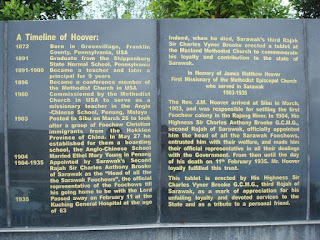 A Timeline of Hoover:
1872 Born in Greenvillage, Franklin
County, Pennsylvania, USA
1891 Graduate from the Shippensburg
State Normal School, Pennsylvania
1891-1900 Became a teacher and later a
principal for 9 years
1896 Became a conference member of
the Methodist Church in USA
1900 Commissioned by the Methodist
Church in USA to serve as a
missionary teacher in the Anglo
Chinese School, Penang, Malaya
1903 Posted to Sibu on March 25 to look
after a group of Foochow Christian
immigrants from the Hokkien
Province of China. In May 27 he
established for them a boarding
school, the Anglo-Chinese School
1904 Married Ethel Mary Young in Penang
1904-1935 Appointed by Sarawak's Second
Rajah Sir Charles Anthony Brooke of
Sarawak as the "Head of all the
the Sarawak Foochows", the official
representative of the Foochows till
his going home to be with the Lord
1935 Passed away on February 11 at the
Kuching General Hospital at the age
of 63
Indeed, when he died, Sarawak's third Rajah
Sir Charles Vyner Brooke erected a tablet at
the Masland Methodist Church to commemorate
his loyalty and contribution to the state of
Sarawak.
In Memory of James Matthew Hoover
First Missionary of the Methodist Episcopal Church
who served in Sarawak
1903-1935
The Rev. J.M. Hoover arrived at Sibu in March,
1903, and was responsible for settling the first
Foochow colony in the Rajang River. In 1904, His
Highness Sir Charles Anthony Brooke G.C.M.G.,
second Rajah of Sarawak, officially appointed
him the head of all the Sarawak Foochows,
entrusted him with their welfare, and made him
their official representative in all their dealings
with the Government. From then until the day
of his death on 11th February 1935, Mr. Hoover
loyally fulfilled this trust.
This tablet is erected by His Highness Sir
Charles Vyner Brooke G.C.M.G., third Rajah of
Sarawak, as a mark of appreciation for his
unfailing loyalty and devoted services to the
State and as a tribute to a personal friend.